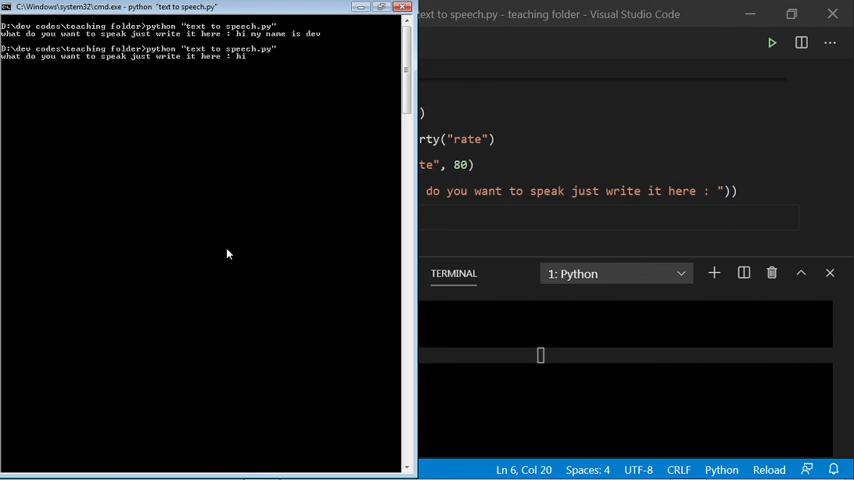 C:\Windows\system32\cmd.exe - python "text to speech.py"
D:\dev codes\teaching folder>python "text to speech.py"
what do you want to speak just write it here : hi my name is dev
D:\dev codes\teaching folder>python "text to speech.py"
what do you want to speak just write it here : hi
ext to speech.py - teaching folder - Visual Studio Code
)
rty("rate")
te", 80)
do you want to speak just write it here : "))
TERMINAL
1: Python
Ln 6, Col 20 Spaces: 4 UTF-8 CRLF Python Reload